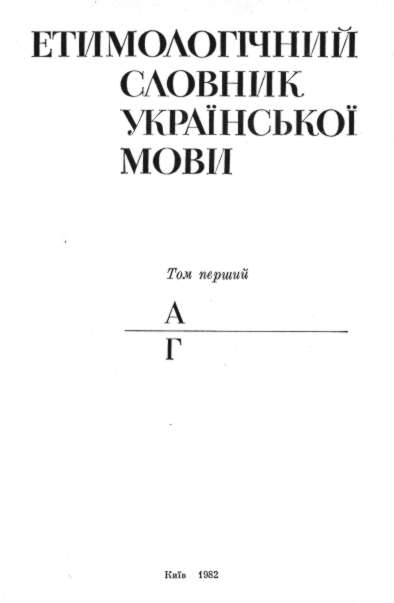 ЕТИМОЛОГІЧНИЙ
СЛОВНИК
УКРАЇНСЬКОЇ
МОВИ
Том перший
А
Г
Київ 1982